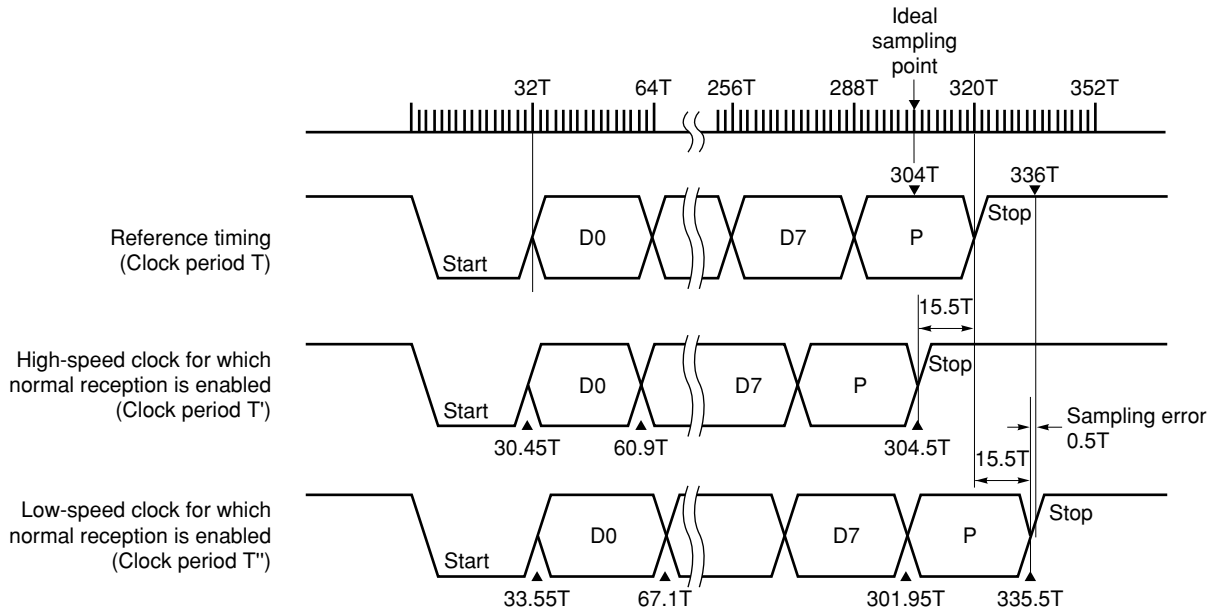 Ideal
sampling
point
32T 64T 256T 288T 320T 352T
304T 336T
Reference timing
(Clock period T)
Start D0 D7 P Stop
15.5T
High-speed clock for which
normal reception is enabled
(Clock period T')
Start D0 D7 P Stop
30.45T 60.9T 304.5T
Sampling error
0.5T
15.5T
Low-speed clock for which
normal reception is enabled
(Clock period T")
Start D0 D7 P Stop
33.55T 67.1T 301.95T 335.5T